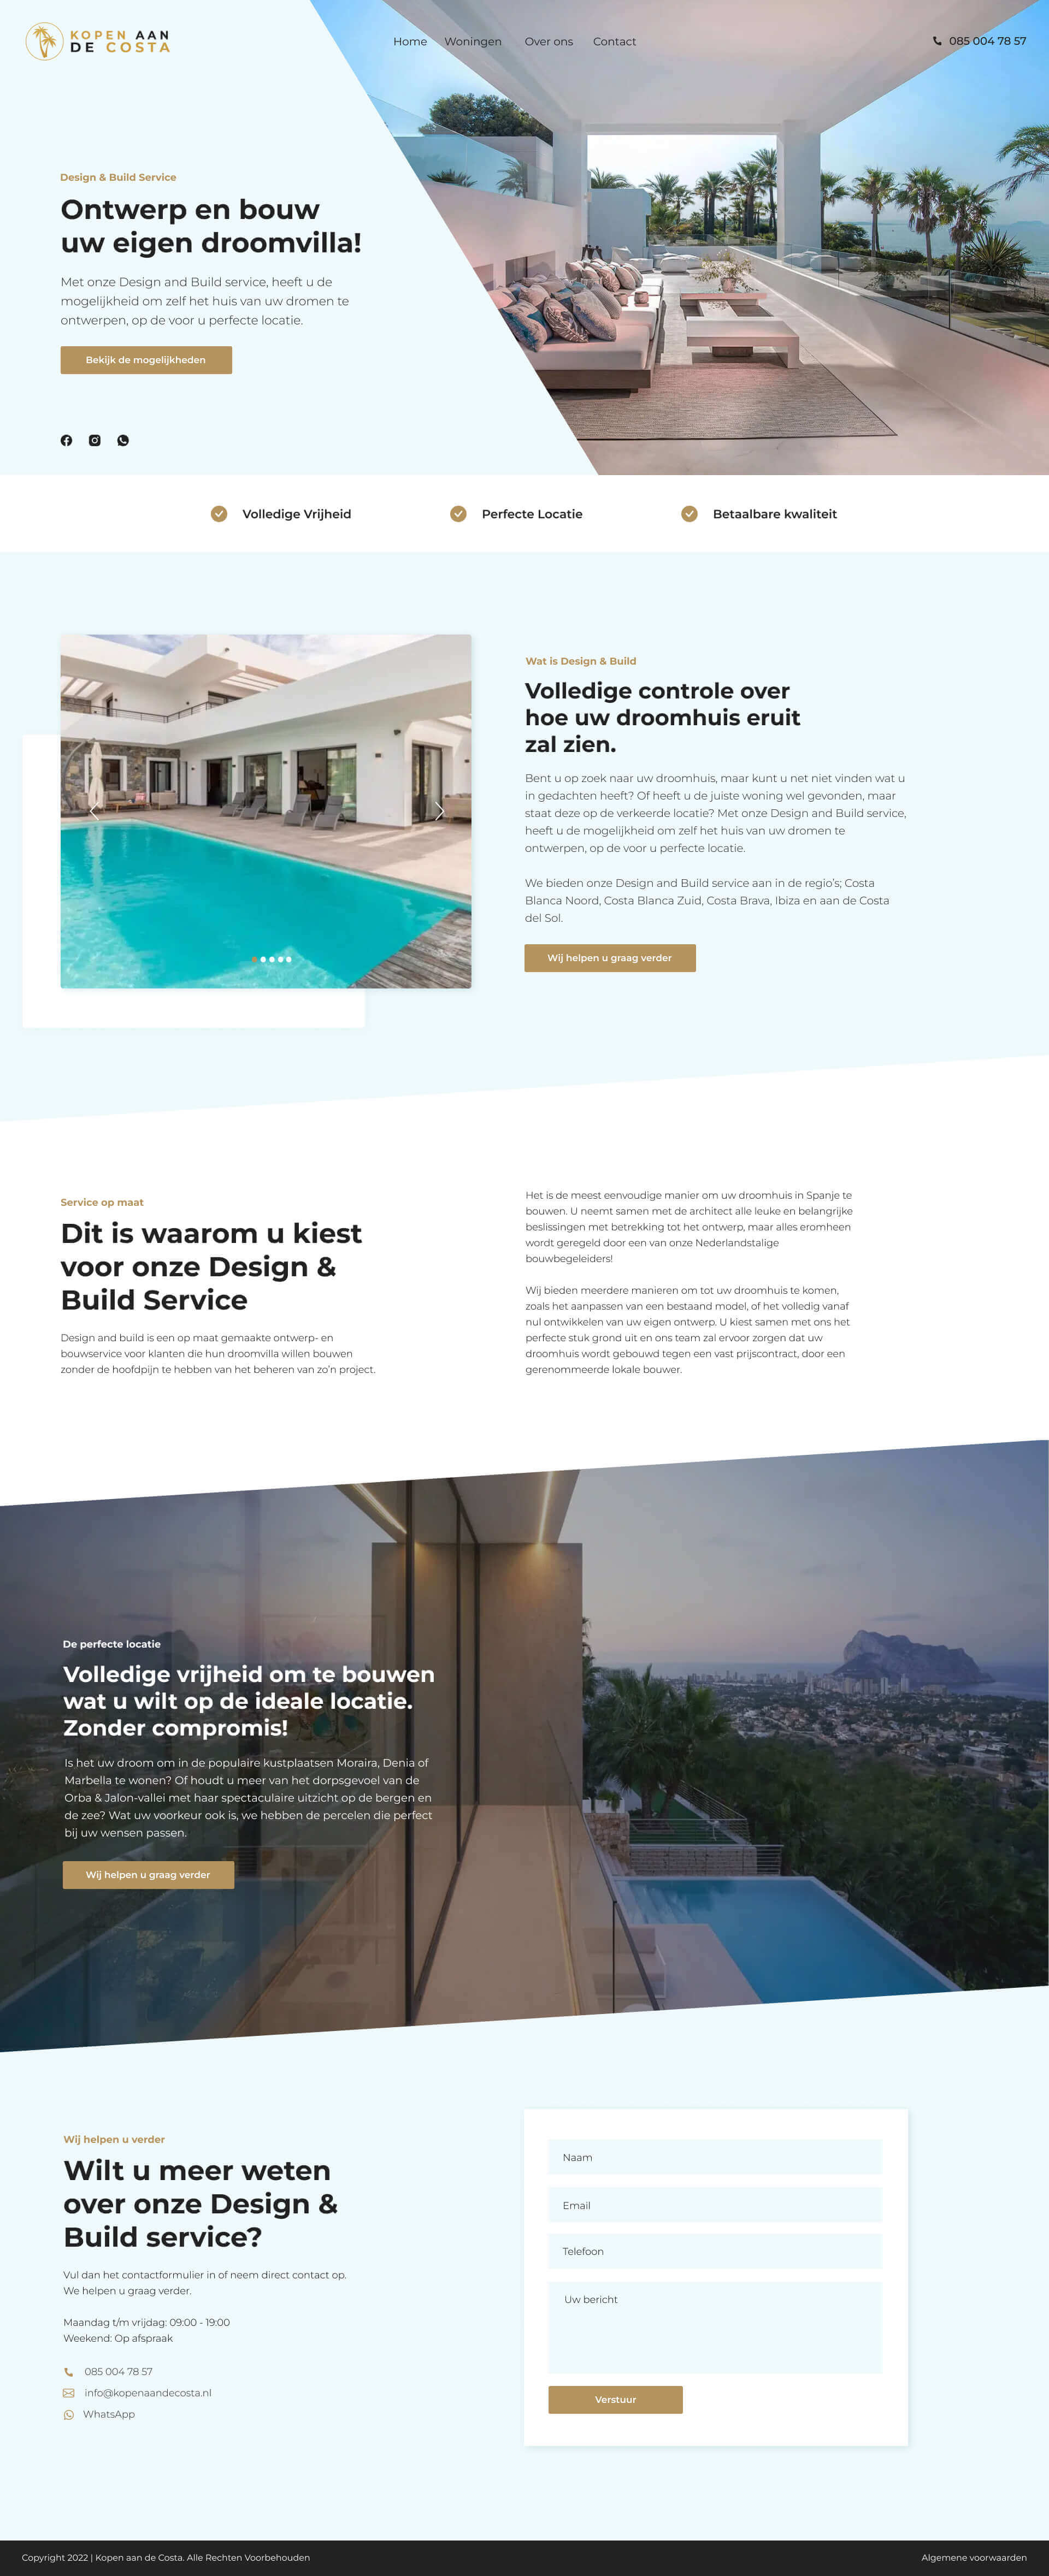 KOPEN AAN
DE COSTA
Home Woningen Over ons Contact
085 004 78 57
Design & Build Service
Ontwerp en bouw
uw eigen droomvilla!
Met onze Design and Build service, heeft u de
mogelijkheid om zelf het huis van uw dromen te
ontwerpen, op de voor u perfecte locatie.
Bekijk de mogelijkheden
Volledige Vrijheid
Perfecte Locatie
Betaalbare kwaliteit
Wat is Design & Build
Volledige controle over
hoe uw droomhuis eruit
zal zien.
Bent u op zoek naar uw droomhuis, maar kunt u net niet vinden wat u
in gedachten heeft? Of heeft u de juiste woning wel gevonden, maar
staat deze op de verkeerde locatie? Met onze Design and Build service,
heeft u de mogelijkheid om zelf het huis van uw dromen te
ontwerpen, op de voor u perfecte locatie.
We bieden onze Design and Build service aan in de regio's; Costa
Blanca Noord, Costa Blanca Zuid, Costa Brava, Ibiza en aan de Costa
del Sol.
Wij helpen u graag verder
Service op maat
Dit is waarom u kiest
voor onze Design &
Build Service
Design and build is een op maat gemaakte ontwerp- en
bouwservice voor klanten die hun droomvilla willen bouwen
zonder de hoofdpijn te hebben van het beheren van zo'n project.
Het is de meest eenvoudige manier om uw droomhuis in Spanje te
bouwen. U neemt samen met de architect alle leuke en belangrijke
beslissingen met betrekking tot het ontwerp, maar alles eromheen
wordt geregeld door een van onze Nederlandstalige
bouwbegeleiders!
Wij bieden meerdere manieren om tot uw droomhuis te komen,
zoals het aanpassen van een bestaand model, of het volledig vanaf
nul ontwikkelen van uw eigen ontwerp. U kiest samen met ons het
perfecte stuk grond uit en ons team zal ervoor zorgen dat uw
droomhuis wordt gebouwd tegen een vast prijscontract, door een
gerenommeerde lokale bouwer.
De perfecte locatie
Volledige vrijheid om te bouwen
wat u wilt op de ideale locatie.
Zonder compromis!
Is het uw droom om in de populaire kustplaatsen Moraira, Denia of
Marbella te wonen? Of houdt u meer van het dorpsgevoel van de
Orba & Jalon-vallei met haar spectaculaire uitzicht op de bergen en
de zee? Wat uw voorkeur ook is, we hebben de percelen die perfect
bij uw wensen passen.
Wij helpen u graag verder
Wij helpen u verder
Wilt u meer weten
over onze Design &
Build service?
Vul dan het contactformulier in of neem direct contact op.
We helpen u graag verder.
Maandag t/m vrijdag: 09:00 - 19:00
Weekend: Op afspraak
085 004 78 57
info@kopenaandecosta.nl
WhatsApp
Naam
Email
Telefoon
Uw bericht
Verstuur
Copyright 2022 | Kopen aan de Costa. Alle Rechten Voorbehouden
Algemene voorwaarden